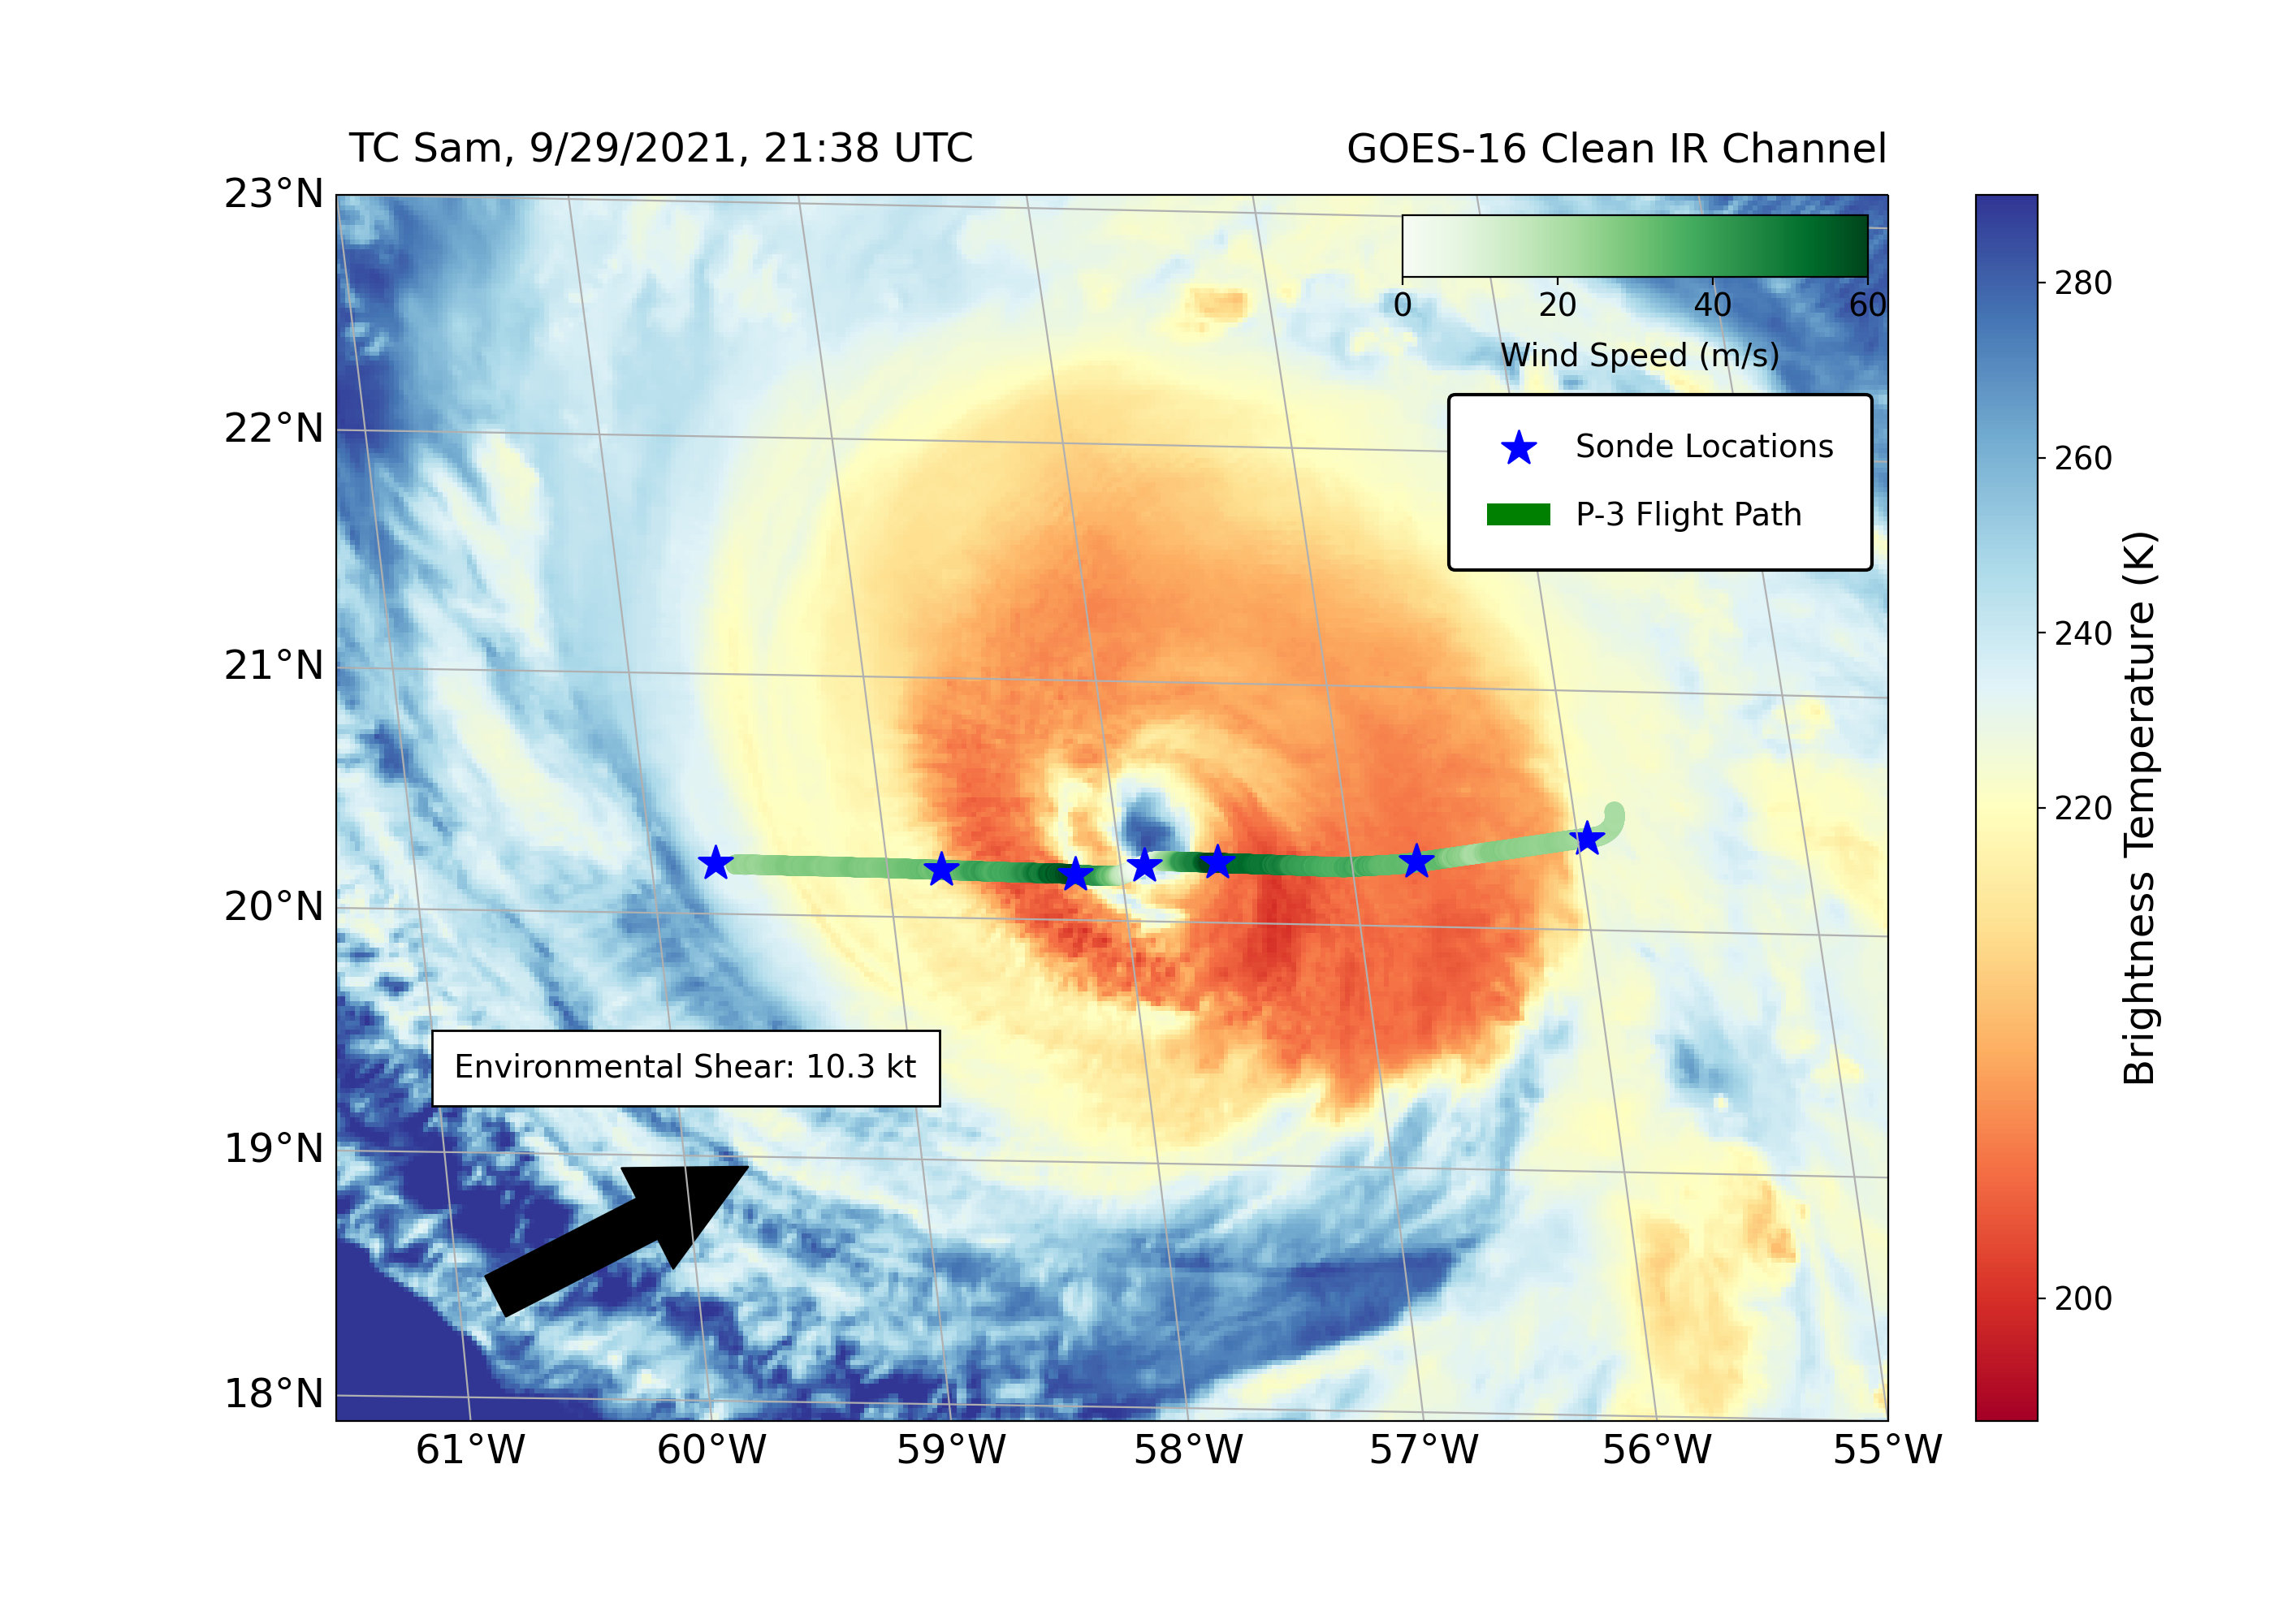 TC Sam, 9/29/2021, 21:38 UTC
GOES-16 Clean IR Channel
23°N
22°N
21°N
20°N
19°N
18°N
0 20 40 60
Wind Speed (m/s)
Sonde Locations
P-3 Flight Path
Environmental Shear: 10.3 kt
61°W 60°W 59°W 58°W 57°W 56°W 55°W
280
260
240
220
200
Brightness Temperature (K)